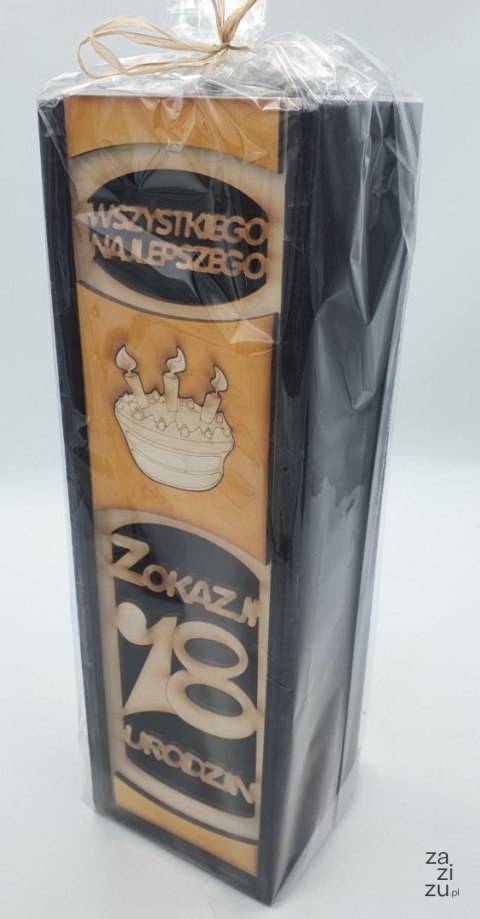 WSZYSTKIEGO
NAJLEPSZEGO
Z OKAZJI
18
URODZIN
za
zi
zu.pl